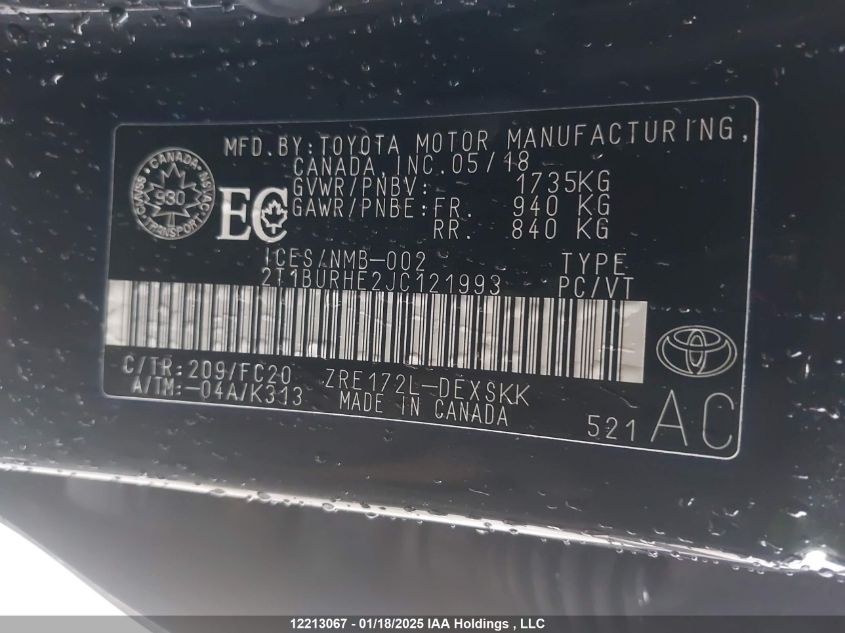 MFD.BY:TOYOTA MOTOR MANUFACTURING,
CANADA,INC.05/18
GVWR/PNBV: 1735KG
GAWR/PNBE:FR. 940 KG
RR. 840 KG
CANADA
930
TRANSPORT
EC
ICES/NMB-002 TYPE
2T1BURHE2JC121993 PC/VT
C/TR:209/FC20 ZRE172L-DEXSKK
A/TM:-04A/K313 MADE IN CANADA
521 AC
12213067 - 01/18/2025 IAA Holdings , LLC